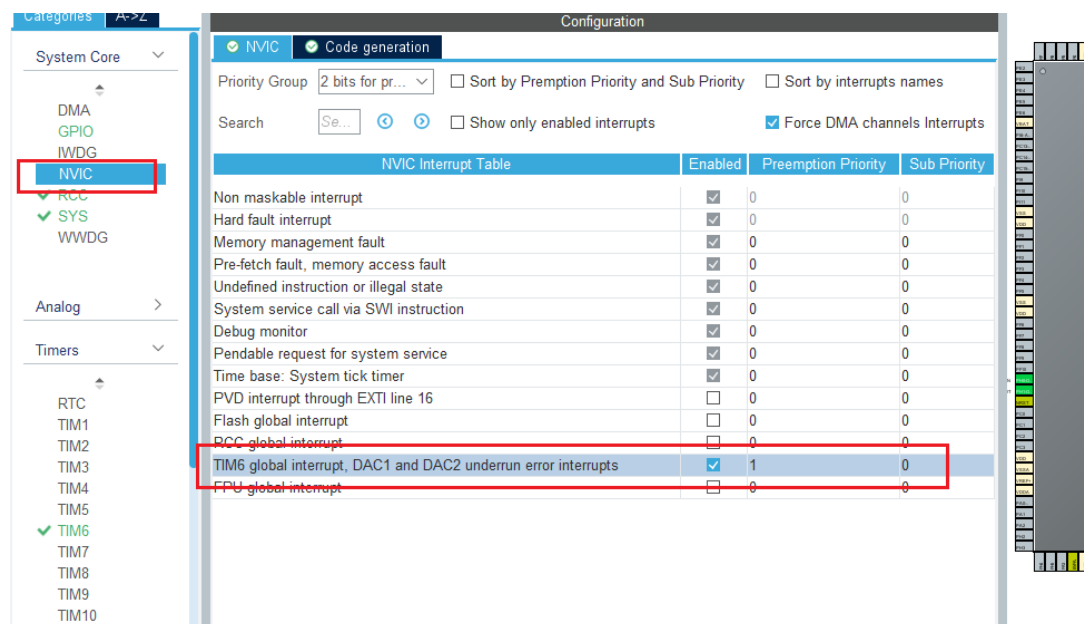 Categories A->Z
System Core
DMA
GPIO
IWDG
NVIC
RCC
SYS
WWDG
Analog
Timers
RTC
TIM1
TIM2
TIM3
TIM4
TIM5
TIM6
TIM7
TIM8
TIM9
TIM10
Configuration
NVIC Code generation
Priority Group 2 bits for pr... Sort by Premption Priority and Sub Priority Sort by interrupts names
Search Se... Show only enabled interrupts Force DMA channels Interrupts
NVIC Interrupt Table Enabled Preemption Priority Sub Priority
Non maskable interrupt 0 0
Hard fault interrupt 0 0
Memory management fault 0 0
Pre-fetch fault, memory access fault 0 0
Undefined instruction or illegal state 0 0
System service call via SWI instruction 0 0
Debug monitor 0 0
Pendable request for system service 0 0
Time base: System tick timer 0 0
PVD interrupt through EXTI line 16 0 0
Flash global interrupt 0 0
RCC global interrupt 0 0
TIM6 global interrupt, DAC1 and DAC2 underrun error interrupts 1 0
FPU global interrupt 0 0